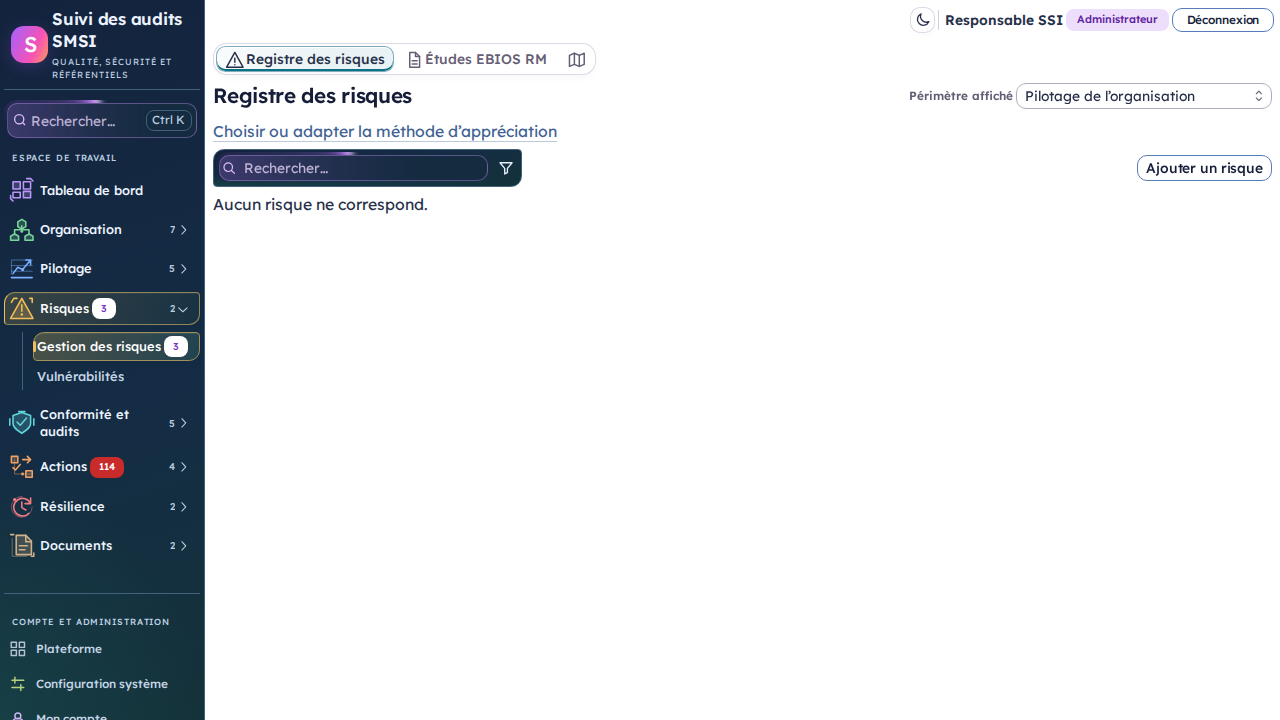 Suivi des audits
SMSI
QUALITÉ, SÉCURITÉ ET
RÉFÉRENTIELS
Rechercher… Ctrl K
ESPACE DE TRAVAIL
Tableau de bord
Organisation 7
Pilotage 5
Risques 3 2
Gestion des risques 3
Vulnérabilités
Conformité et
audits 5
Actions 114 4
Résilience 2
Documents 2
COMPTE ET ADMINISTRATION
Plateforme
Configuration système
Mon compte
Responsable SSI Administrateur Déconnexion
Registre des risques Études EBIOS RM
Registre des risques
Périmètre affiché Pilotage de l’organisation
Choisir ou adapter la méthode d’appréciation
Rechercher…
Ajouter un risque
Aucun risque ne correspond.